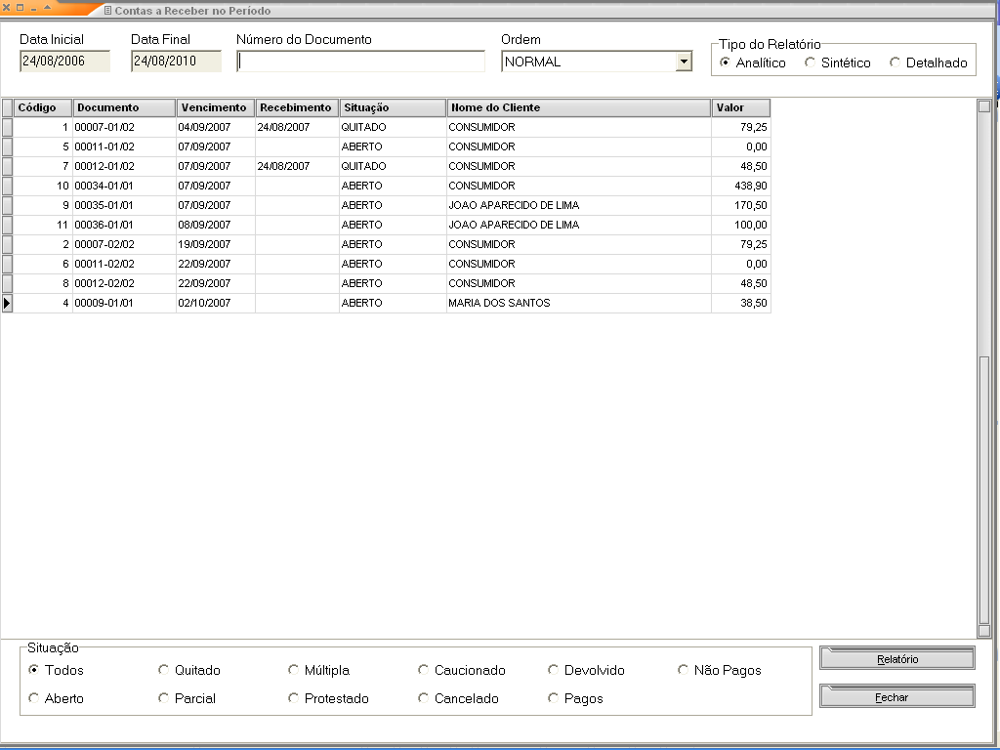 Contas a Receber no Período
Data Inicial Data Final Número do Documento Ordem Tipo do Relatório
24/08/2006 24/08/2010 NORMAL Analítico Sintético Detalhado
Código Documento Vencimento Recebimento Situação Nome do Cliente Valor
1 00007-01/02 04/09/2007 24/08/2007 QUITADO CONSUMIDOR 79,25
5 00011-01/02 07/09/2007 ABERTO CONSUMIDOR 0,00
7 00012-01/02 07/09/2007 24/08/2007 QUITADO CONSUMIDOR 48,50
10 00034-01/01 07/09/2007 ABERTO CONSUMIDOR 438,90
9 00035-01/01 07/09/2007 ABERTO JOAO APARECIDO DE LIMA 170,50
11 00036-01/01 08/09/2007 ABERTO JOAO APARECIDO DE LIMA 100,00
2 00007-02/02 19/09/2007 ABERTO CONSUMIDOR 79,25
6 00011-02/02 22/09/2007 ABERTO CONSUMIDOR 0,00
8 00012-02/02 22/09/2007 ABERTO CONSUMIDOR 48,50
4 00009-01/01 02/10/2007 ABERTO MARIA DOS SANTOS 38,50
Situação
Todos Quitado Múltipla Caucionado Devolvido Não Pagos
Aberto Parcial Protestado Cancelado Pagos
Relatório
Fechar